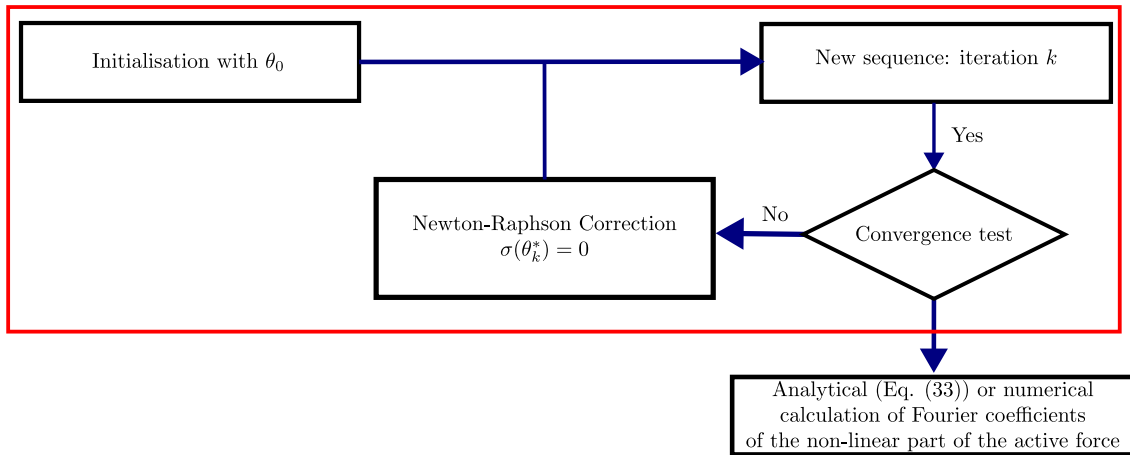 Initialisation with θ₀
New sequence: iteration k
Yes
Newton-Raphson Correction
σ(θ*ₖ) = 0
No
Convergence test
Analytical (Eq. (33)) or numerical
calculation of Fourier coefficients
of the non-linear part of the active force